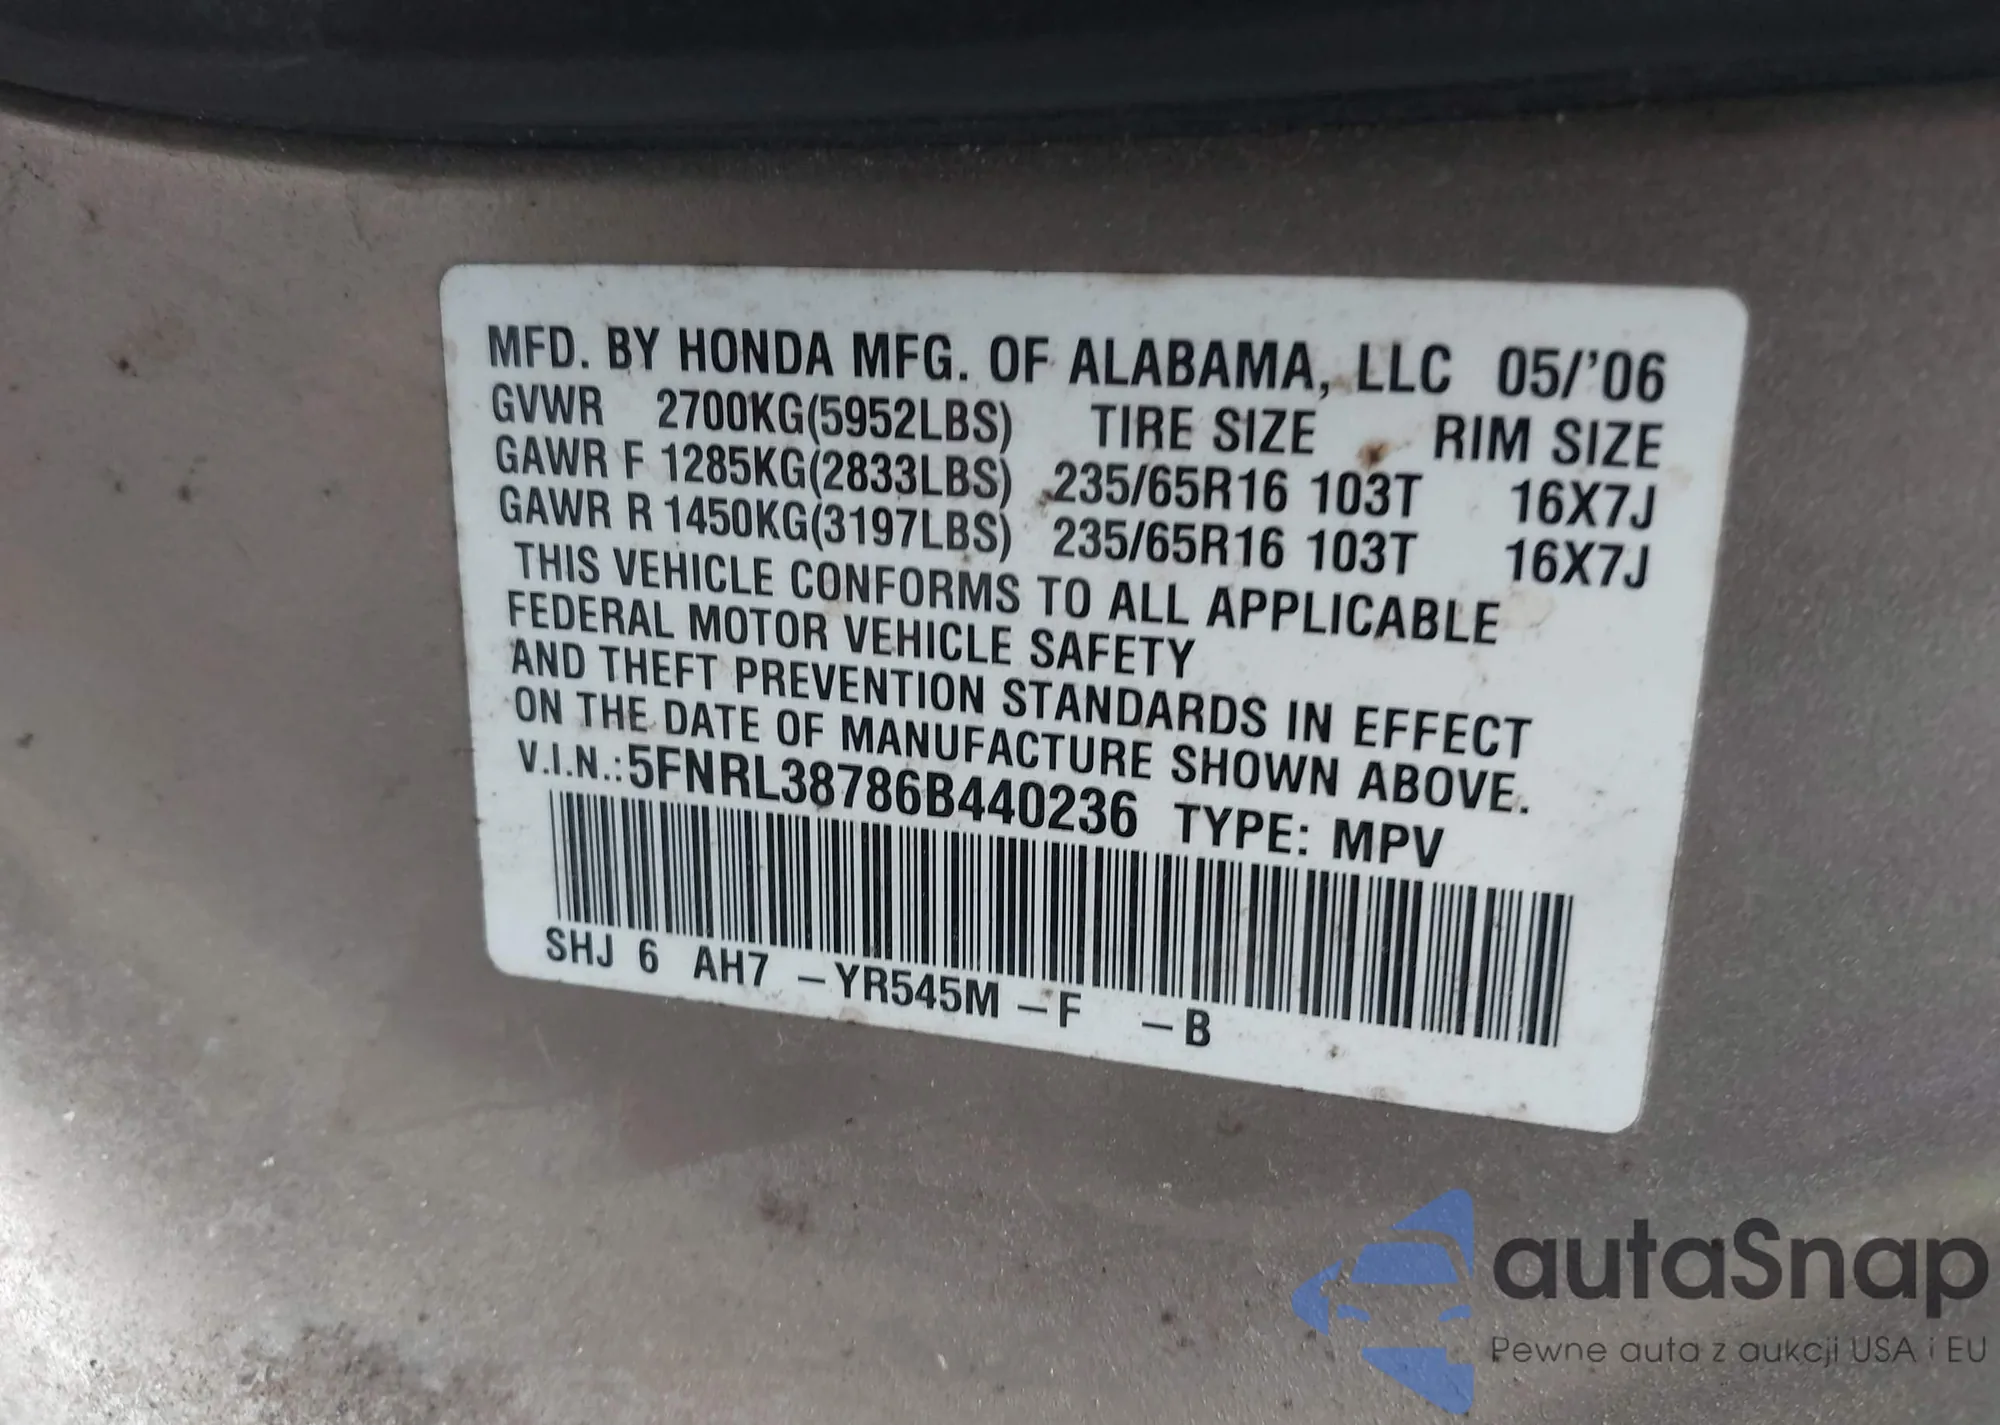 MFD. BY HONDA MFG. OF ALABAMA, LLC 05/'06
GVWR 2700KG(5952LBS) TIRE SIZE RIM SIZE
GAWR F 1285KG(2833LBS) 235/65R16 103T 16X7J
GAWR R 1450KG(3197LBS) 235/65R16 103T 16X7J
THIS VEHICLE CONFORMS TO ALL APPLICABLE
FEDERAL MOTOR VEHICLE SAFETY
AND THEFT PREVENTION STANDARDS IN EFFECT
ON THE DATE OF MANUFACTURE SHOWN ABOVE.
V.I.N.:5FNRL38786B440236 TYPE: MPV
SHJ 6 AH7 –YR545M –F –B
autaSnap
Pewne auta z aukcji USA i EU